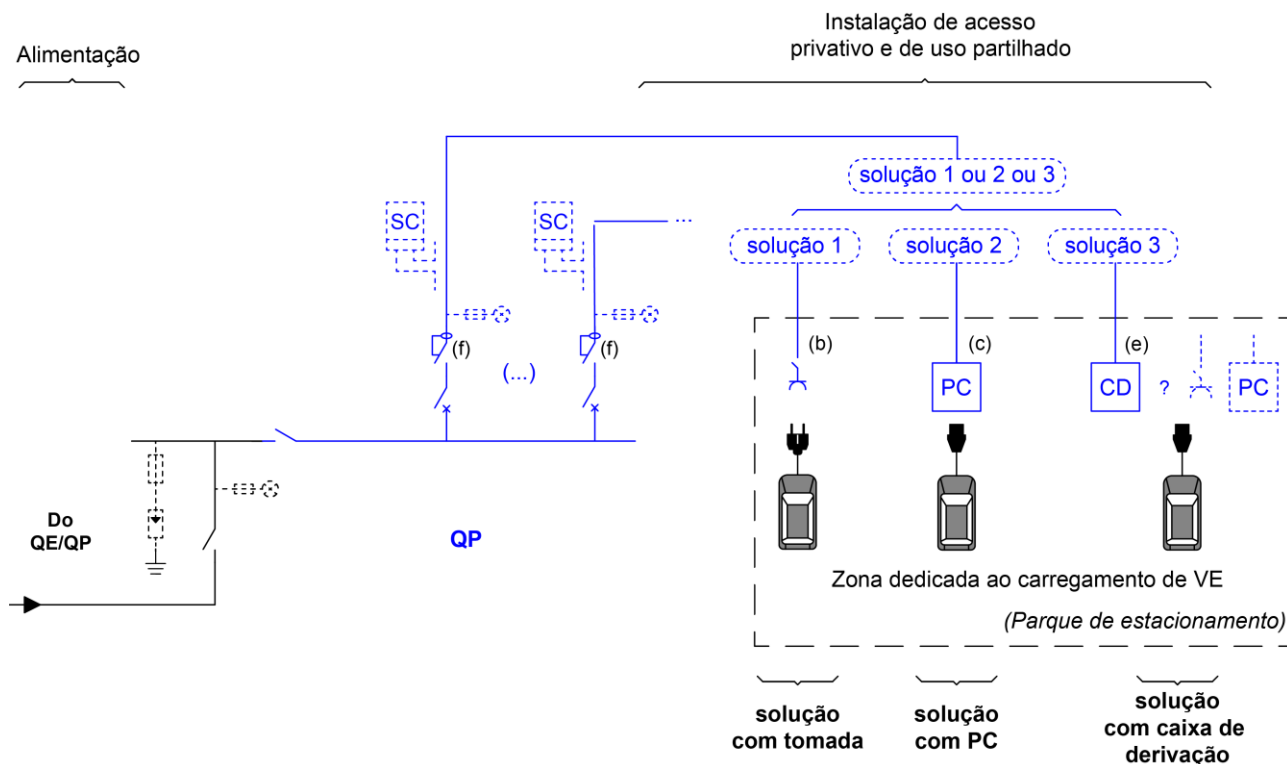 Instalação de acesso
privativo e de uso partilhado
Alimentação
solução 1 ou 2 ou 3
SC
SC
...
solução 1
solução 2
solução 3
(f)
(...)
(f)
(b)
(c)
(e)
PC
CD
?
PC
Do
QE/QP
QP
Zona dedicada ao carregamento de VE
(Parque de estacionamento)
solução
com tomada
solução
com PC
solução
com caixa de
derivação